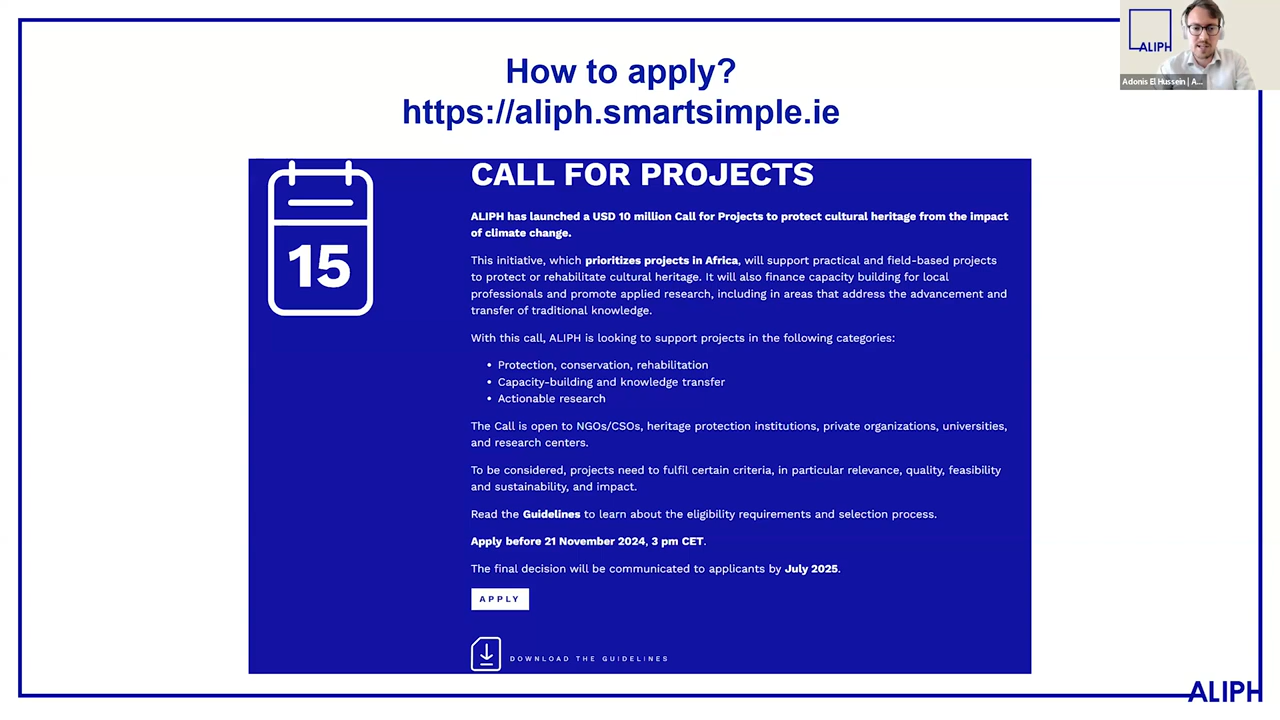 How to apply?
https://aliph.smartsimple.ie
ALIPH
Adonis El Hussein | A...
15
CALL FOR PROJECTS
ALIPH has launched a USD 10 million Call for Projects to protect cultural heritage from the impact
of climate change.
This initiative, which prioritizes projects in Africa, will support practical and field-based projects
to protect or rehabilitate cultural heritage. It will also finance capacity building for local
professionals and promote applied research, including in areas that address the advancement and
transfer of traditional knowledge.
With this call, ALIPH is looking to support projects in the following categories:
• Protection, conservation, rehabilitation
• Capacity-building and knowledge transfer
• Actionable research
The Call is open to NGOs/CSOs, heritage protection institutions, private organizations, universities,
and research centers.
To be considered, projects need to fulfil certain criteria, in particular relevance, quality, feasibility
and sustainability, and impact.
Read the Guidelines to learn about the eligibility requirements and selection process.
Apply before 21 November 2024, 3 pm CET.
The final decision will be communicated to applicants by July 2025.
APPLY
DOWNLOAD THE GUIDELINES
ALIPH